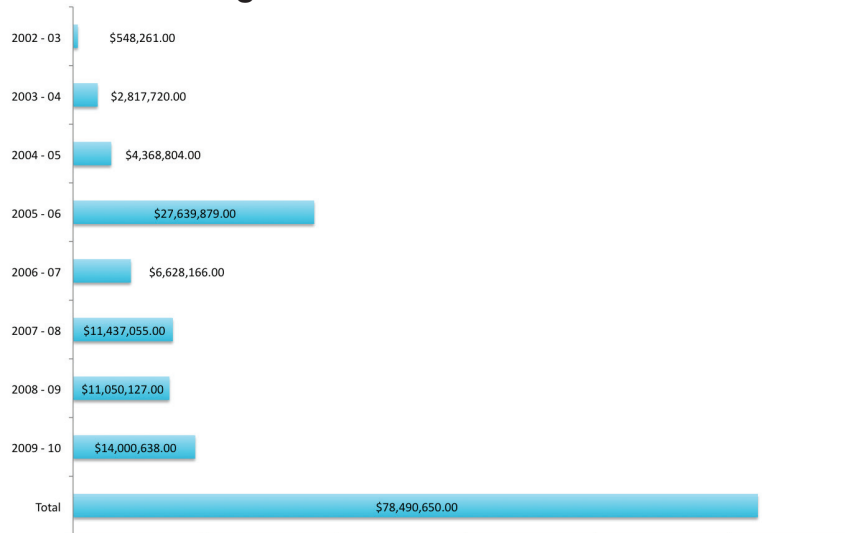 2002 - 03 $548,261.00
2003 - 04 $2,817,720.00
2004 - 05 $4,368,804.00
2005 - 06 $27,639,879.00
2006 - 07 $6,628,166.00
2007 - 08 $11,437,055.00
2008 - 09 $11,050,127.00
2009 - 10 $14,000,638.00
Total $78,490,650.00